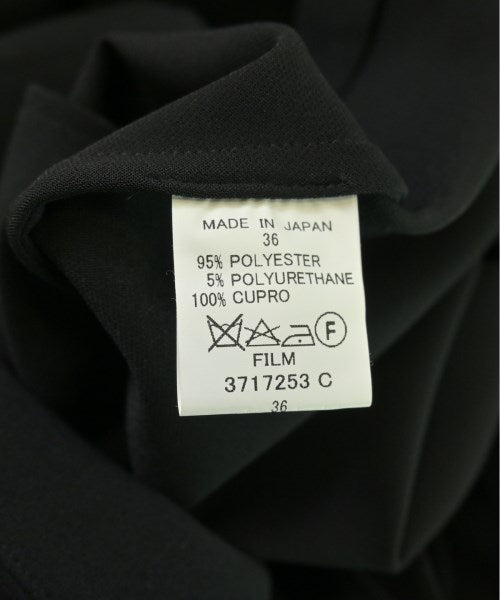 MADE IN JAPAN
36
95% POLYESTER
5% POLYURETHANE
100% CUPRO
F
FILM
3717253 C
36